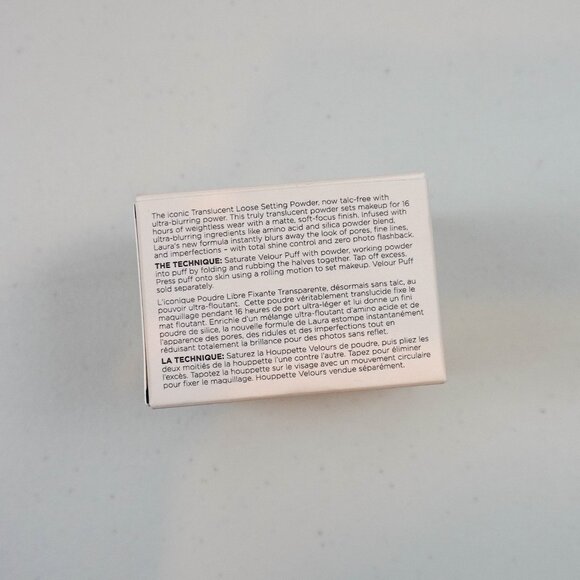 The iconic Translucent Loose Setting Powder, now talc-free with
ultra-blurring power. This truly translucent powder sets makeup for 16
hours of weightless wear with a matte, soft-focus finish. Infused with
ultra-blurring ingredients like amino acid and silica powder blend,
Laura's new formula instantly blurs away the look of pores, fine lines,
and imperfections - with total shine control and zero photo flashback.
THE TECHNIQUE: Saturate Velour Puff with powder, working powder
into puff by folding and rubbing the halves together. Tap off excess.
Press puff onto skin using a rolling motion to set makeup. Velour Puff
sold separately.
L'iconique Poudre Libre Fixante Transparente, désormais sans talc, au
pouvoir ultra-floutant. Cette poudre véritablement translucide fixe le
maquillage pendant 16 heures de port ultra-léger et lui donne un fini
mat floutant. Enrichie d'un mélange ultra-floutant d'amino acide et de
poudre de silice, la nouvelle formule de Laura estompe instantanément
l'apparence des pores, des ridules et des imperfections tout en
réduisant totalement la brillance pour des photos sans reflet.
LA TECHNIQUE: Saturez la Houppette Velours de poudre, puis pliez les
deux moitiés de la houppette l'une contre l'autre. Tapez pour éliminer
l'excès. Tapotez la houppette sur le visage avec un mouvement circulaire
pour fixer le maquillage. Houppette Velours vendue séparément.